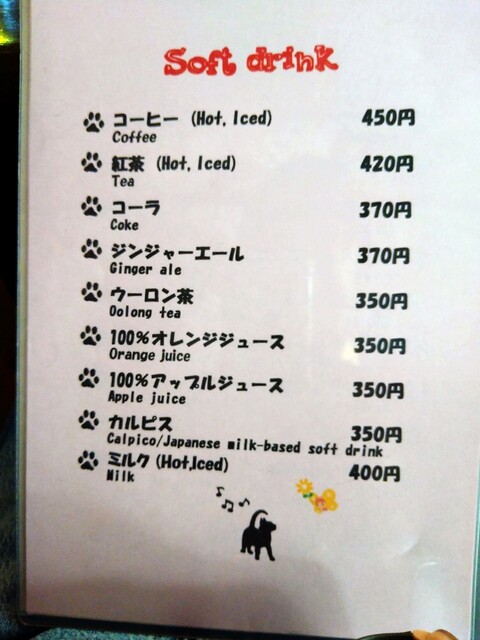 Soft drink
コーヒー (Hot, Iced) 450円
Coffee
紅茶 (Hot, Iced) 420円
Tea
コーラ 370円
Coke
ジンジャーエール 370円
Ginger ale
ウーロン茶 350円
Oolong tea
100%オレンジジュース 350円
Orange juice
100%アップルジュース 350円
Apple juice
カルピス 350円
Calpico/Japanese milk-based soft drink
ミルク (Hot,Iced) 400円
Milk